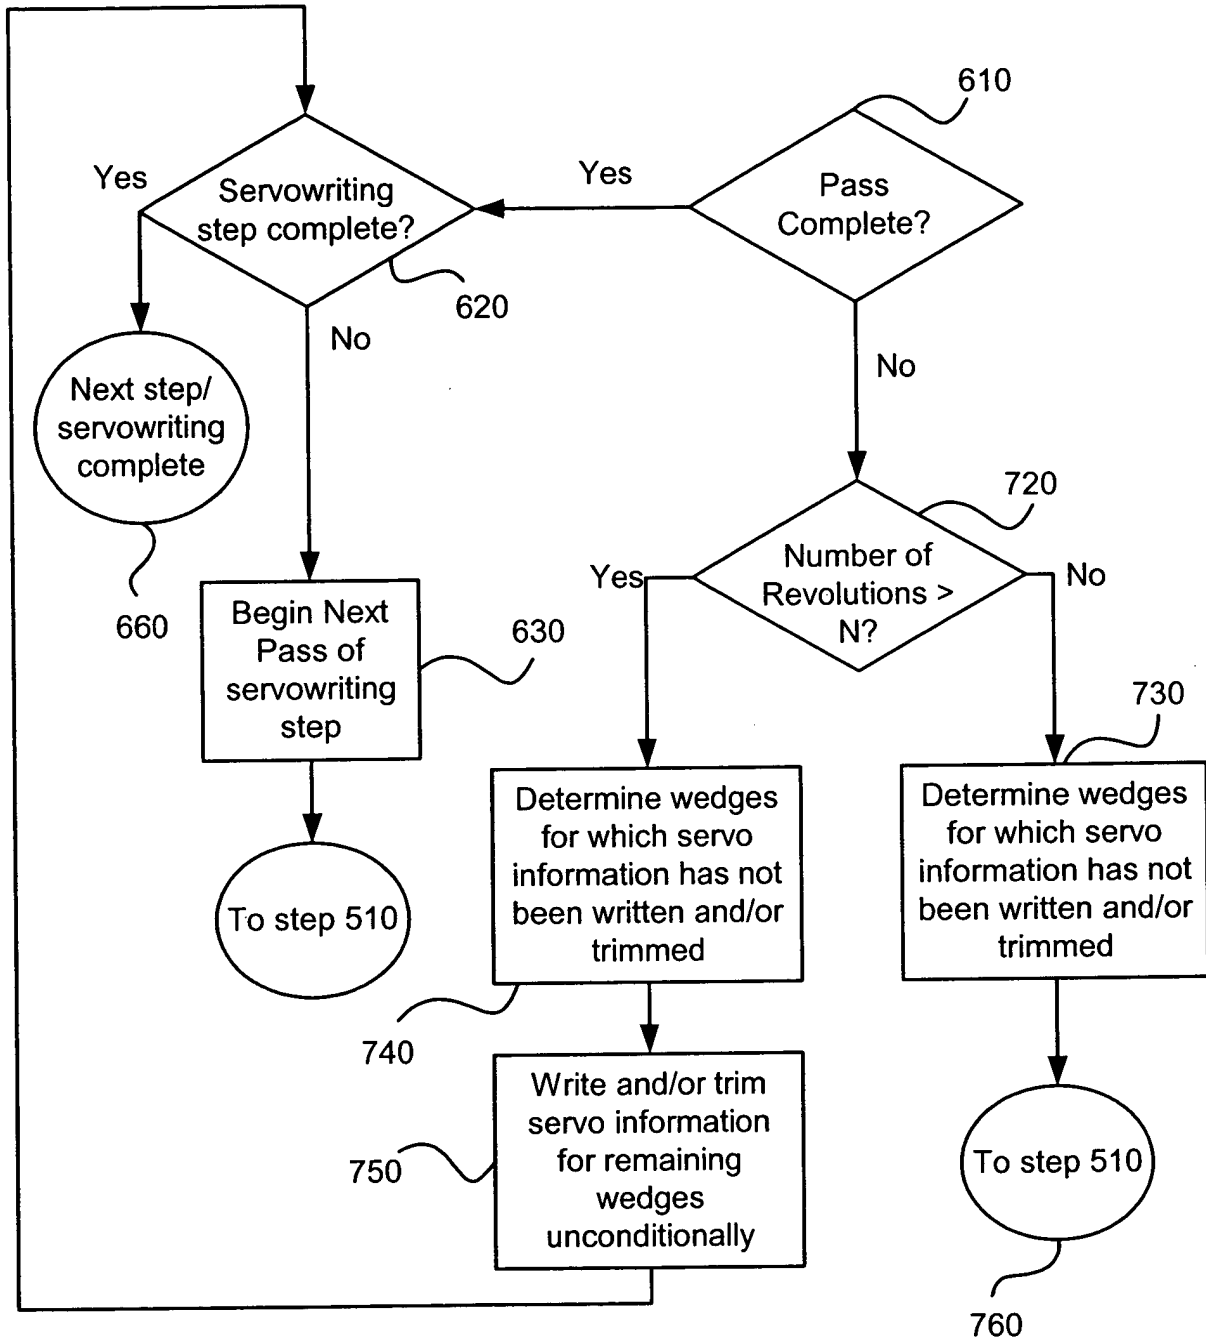 610
Yes
Servowriting
step complete?
Yes
Pass
Complete?
620
No
No
Next step/
servowriting
complete
660
720
Number of
Revolutions >
N?
Yes
No
Begin Next
Pass of
servowriting
step
630
730
Determine wedges
for which servo
information has not
been written and/or
trimmed
Determine wedges
for which servo
information has not
been written and/or
trimmed
To step 510
740
Write and/or trim
servo information
for remaining
wedges
unconditionally
750
To step 510
760